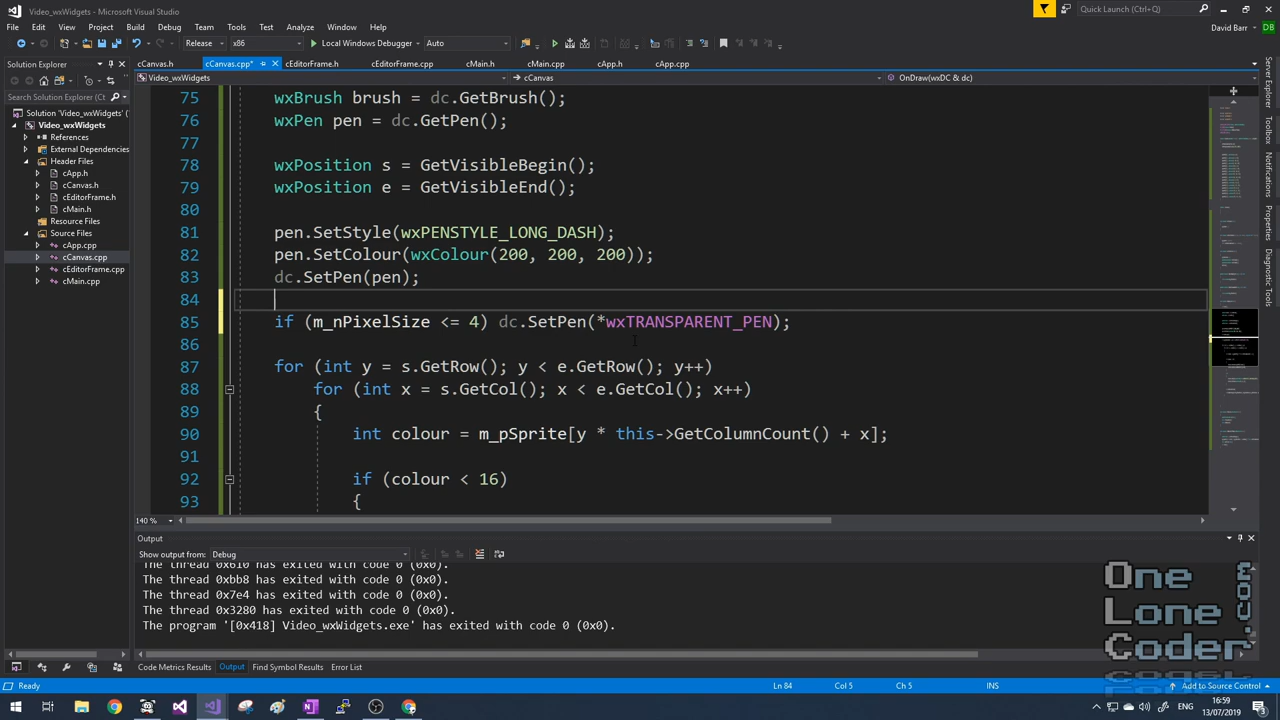 Video_wxWidgets - Microsoft Visual Studio
Quick Launch (Ctrl+Q)
File Edit View Project Build Debug Team Tools Test Analyze Window Help
David Barr
Release x86 Local Windows Debugger Auto
Solution Explorer
cCanvas.h cCanvas.cpp* cEditorFrame.h cEditorFrame.cpp cMain.h cMain.cpp cApp.h cApp.cpp
Video_wxWidgets cCanvas OnDraw(wxDC & dc)
Search Solution Explorer (Ct
Solution 'Video_wxWidgets' (1
Video_wxWidgets
References
External Dependencies
Header Files
cApp.h
cCanvas.h
cEditorFrame.h
cMain.h
Resource Files
Source Files
cApp.cpp
cCanvas.cpp
cEditorFrame.cpp
cMain.cpp
75 wxBrush brush = dc.GetBrush();
76 wxPen pen = dc.GetPen();
77
78 wxPosition s = GetVisibleBegin();
79 wxPosition e = GetVisibleEnd();
80
81 pen.SetStyle(wxPENSTYLE_LONG_DASH);
82 pen.SetColour(wxColour(200, 200, 200));
83 dc.SetPen(pen);
84
85 if (m_nPixelSize <= 4) dc.SetPen(*wxTRANSPARENT_PEN)
86
87 for (int y = s.GetRow(); y < e.GetRow(); y++)
88 for (int x = s.GetCol(); x < e.GetCol(); x++)
89 {
90 int colour = m_pSprite[y * this->GetColumnCount() + x];
91
92 if (colour < 16)
93 {
140 %
Server Explorer
Toolbox
Properties
Diagnostic Tools
Output
Show output from: Debug
The thread 0x610 has exited with code 0 (0x0).
The thread 0xbb8 has exited with code 0 (0x0).
The thread 0x7e4 has exited with code 0 (0x0).
The thread 0x3280 has exited with code 0 (0x0).
The program '[0x418] Video_wxWidgets.exe' has exited with code 0 (0x0).
One
Lone
Coder
.com
Code Metrics Results Output Find Symbol Results Error List
Ready Ln 84 Col 5 Ch 5 INS Add to Source Control
ENG 16:59
13/07/2019